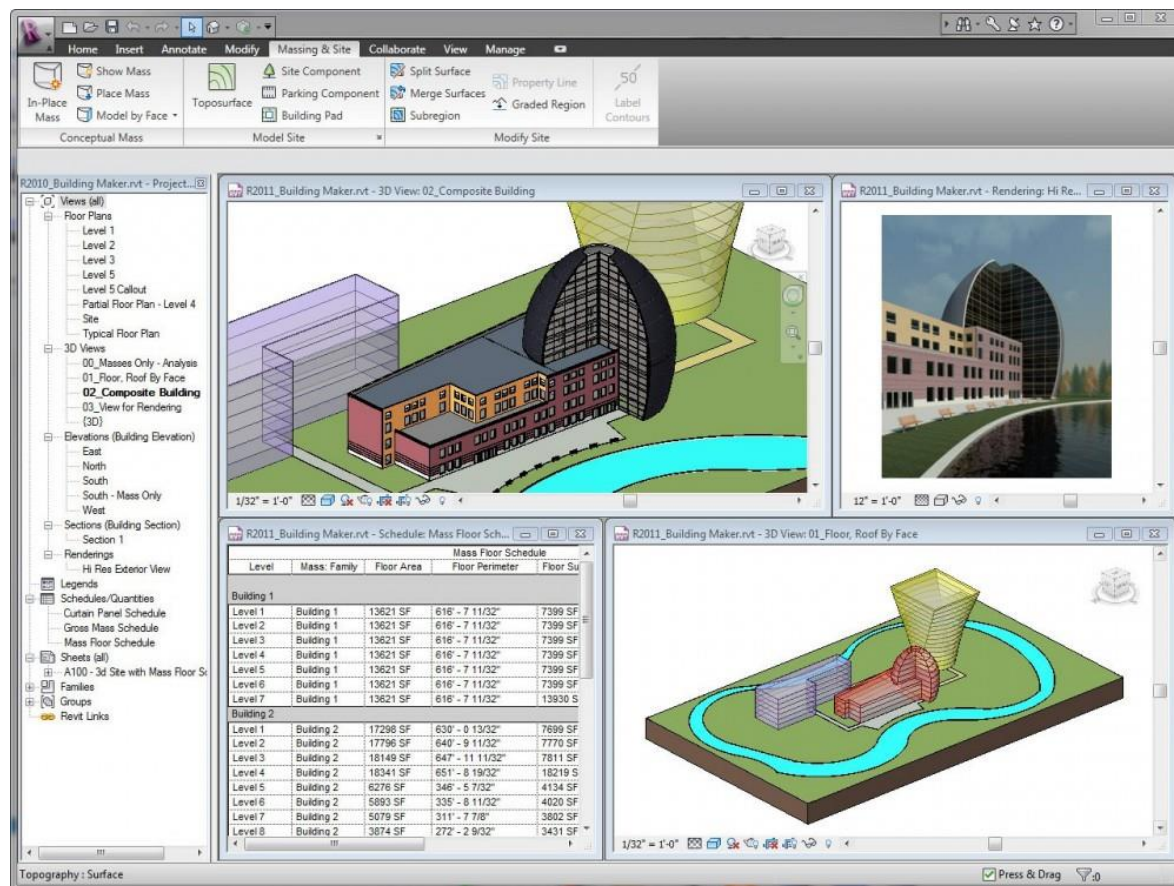 Home Insert Annotate Modify Massing & Site Collaborate View Manage
In-Place Mass
Show Mass
Place Mass
Model by Face
Conceptual Mass
Toposurface
Site Component
Parking Component
Building Pad
Model Site
Split Surface
Merge Surfaces
Subregion
Property Line
Graded Region
50
Label Contours
Modify Site
R2010_Building Maker.rvt - Project...
Views (all)
Floor Plans
Level 1
Level 2
Level 3
Level 5
Level 5 Callout
Partial Floor Plan - Level 4
Site
Typical Floor Plan
3D Views
00_Masses Only - Analysis
01_Floor, Roof By Face
02_Composite Building
03_View for Rendering
{3D}
Elevations (Building Elevation)
East
North
South
South - Mass Only
West
Sections (Building Section)
Section 1
Renderings
Hi Res Exterior View
Legends
Schedules/Quantities
Curtain Panel Schedule
Gross Mass Schedule
Mass Floor Schedule
Sheets (all)
A100 - 3d Site with Mass Floor Sc
Families
Groups
Revit Links
R2011_Building Maker.rvt - 3D View: 02_Composite Building
1/32" = 1'-0"
R2011_Building Maker.rvt - Rendering: Hi Re...
12" = 1'-0"
R2011_Building Maker.rvt - Schedule: Mass Floor Sch...
Mass Floor Schedule
Level Mass: Family Floor Area Floor Perimeter Floor Su
Building 1
Level 1 Building 1 13621 SF 616' - 7 11/32" 7399 SF
Level 2 Building 1 13621 SF 616' - 7 11/32" 7399 SF
Level 3 Building 1 13621 SF 616' - 7 11/32" 7399 SF
Level 4 Building 1 13621 SF 616' - 7 11/32" 7399 SF
Level 5 Building 1 13621 SF 616' - 7 11/32" 7399 SF
Level 6 Building 1 13621 SF 616' - 7 11/32" 7399 SF
Level 7 Building 1 13621 SF 616' - 7 11/32" 13930 S
Building 2
Level 1 Building 2 17298 SF 630' - 0 13/32" 7699 SF
Level 2 Building 2 17796 SF 640' - 9 11/32" 7770 SF
Level 3 Building 2 18149 SF 647' - 11 11/32" 7811 SF
Level 4 Building 2 18341 SF 651' - 8 19/32" 18219 S
Level 5 Building 2 6276 SF 346' - 5 7/32" 4134 SF
Level 6 Building 2 5893 SF 335' - 8 11/32" 4020 SF
Level 7 Building 2 5079 SF 311' - 7 7/8" 3802 SF
Level 8 Building 2 3874 SF 272' - 2 9/32" 3431 SF
R2011_Building Maker.rvt - 3D View: 01_Floor, Roof By Face
1/32" = 1'-0"
Topography : Surface
Press & Drag
:0